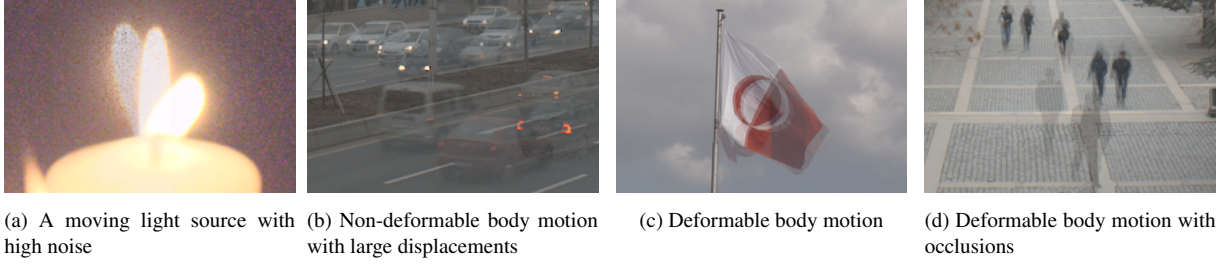 (a) A moving light source with
high noise
(b) Non-deformable body motion
with large displacements
(c) Deformable body motion
(d) Deformable body motion with
occlusions